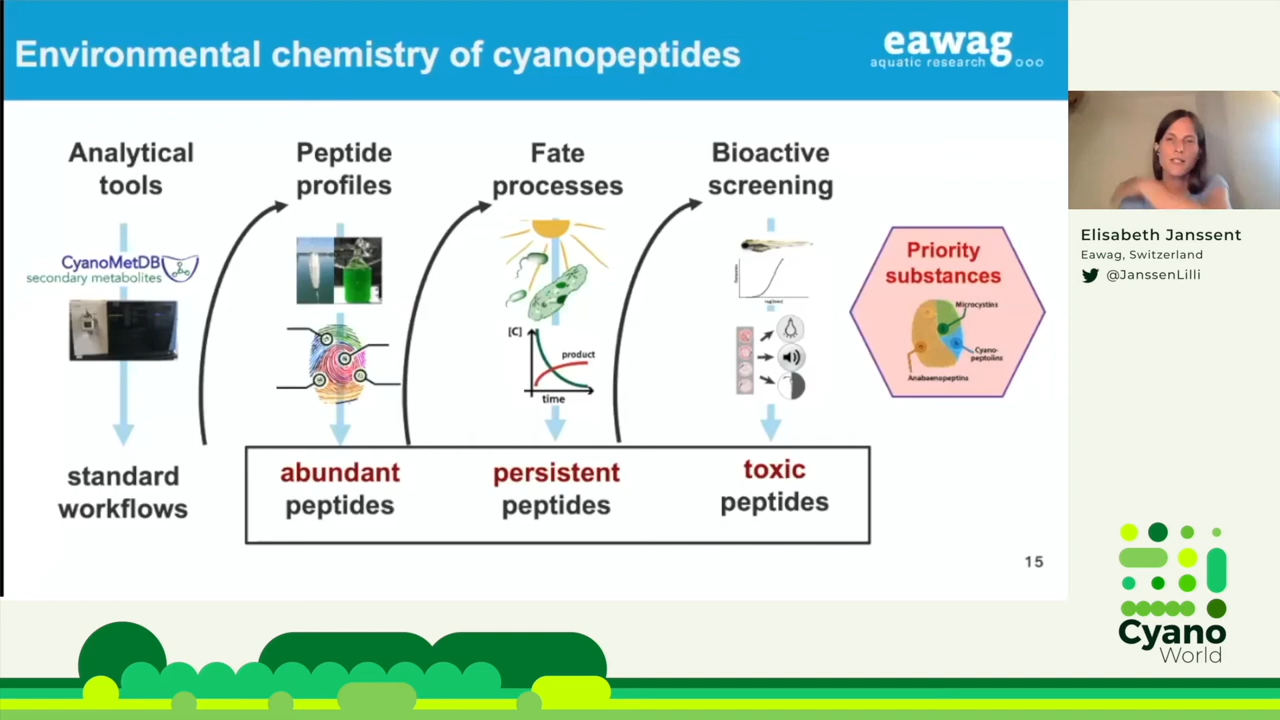 Environmental chemistry of cyanopeptides
eawag
aquatic research
Analytical
tools
Peptide
profiles
Fate
processes
Bioactive
screening
CyanoMetDB
secondary metabolites
[C]
product
time
Priority
substances
Microcystins
Cyano-
peptolins
Anabaenopeptins
standard
workflows
abundant
peptides
persistent
peptides
toxic
peptides
15
Elisabeth Janssent
Eawag, Switzerland
@JanssenLilli
Cyano
World